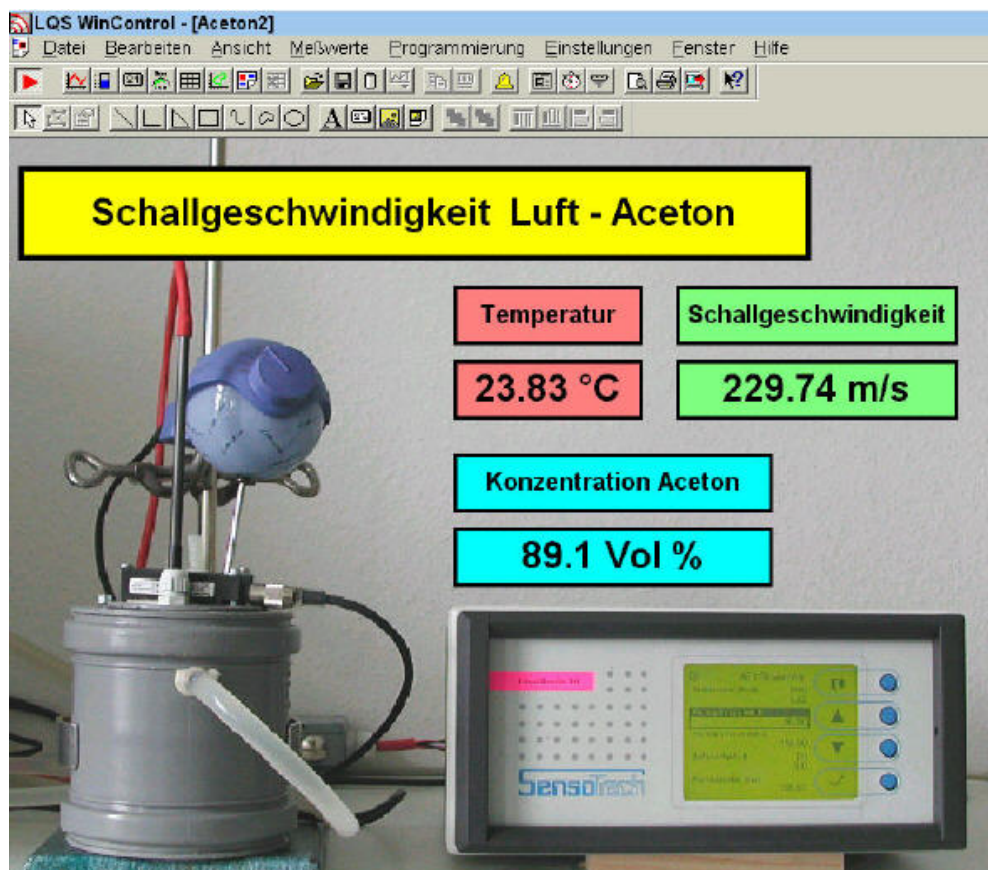 LQS WinControl - [Aceton2]
Datei Bearbeiten Ansicht Meßwerte Programmierung Einstellungen Fenster Hilfe
Schallgeschwindigkeit Luft - Aceton
Temperatur
Schallgeschwindigkeit
23.83 °C
229.74 m/s
Konzentration Aceton
89.1 Vol %
SensoTech